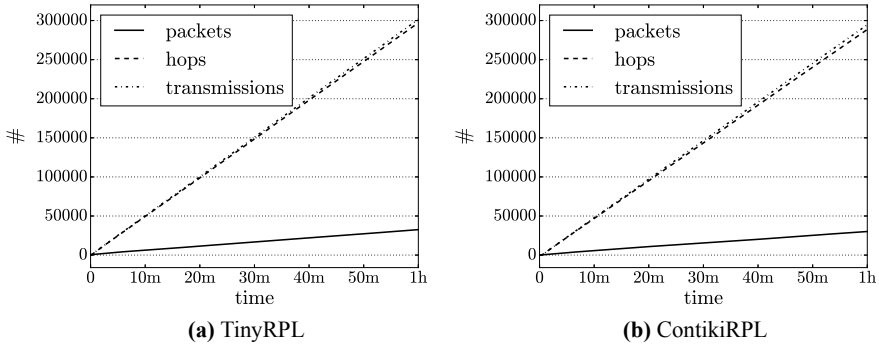 300000
250000
200000
150000
100000
50000
0
#
packets
hops
transmissions
0 10m 20m 30m 40m 50m 1h
time
(a) TinyRPL
300000
250000
200000
150000
100000
50000
0
#
packets
hops
transmissions
0 10m 20m 30m 40m 50m 1h
time
(b) ContikiRPL